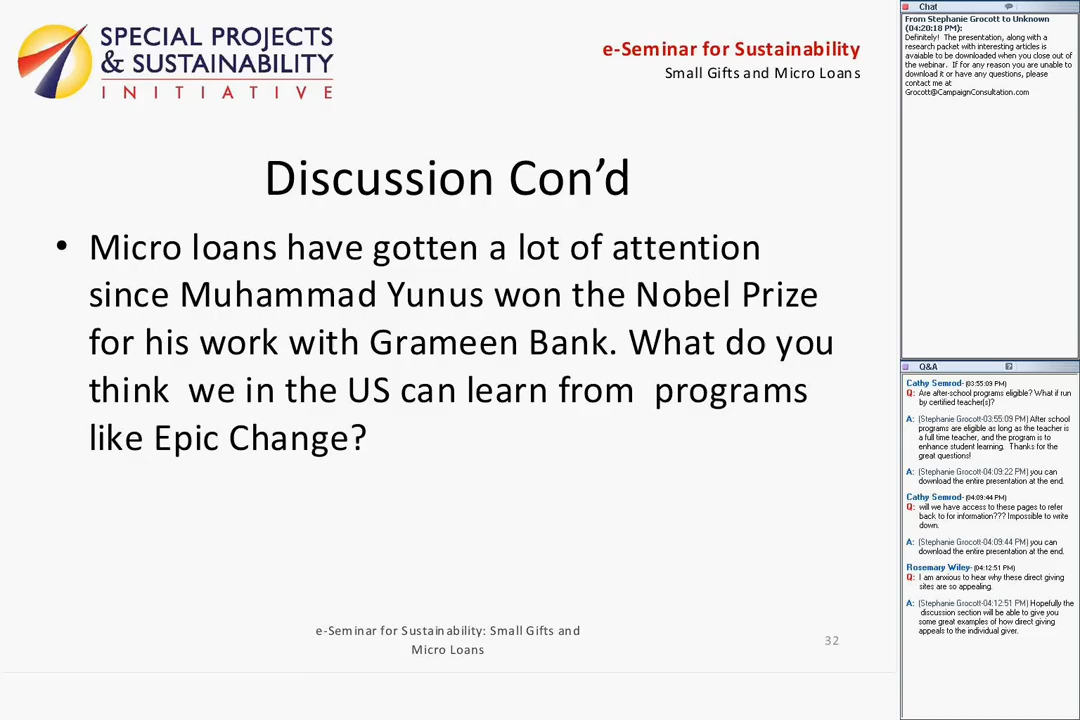 SPECIAL PROJECTS
& SUSTAINABILITY
INITIATIVE
e-Seminar for Sustainability
Small Gifts and Micro Loans
Discussion Con’d
• Micro loans have gotten a lot of attention
since Muhammad Yunus won the Nobel Prize
for his work with Grameen Bank. What do you
think we in the US can learn from programs
like Epic Change?
e-Seminar for Sustainability: Small Gifts and
Micro Loans
32
Chat
From Stephanie Grocott to Unknown
(04:20:18 PM):
Definitely! The presentation, along with a
research packet with interesting articles is
avaiable to be downloaded when you close out of
the webinar. If for any reason you are unable to
download it or have any questions, please
contact me at
Grocott@CampaignConsultation.com
Q&A
Cathy Semrod- (03:55:09 PM)
Q: Are after-school programs eligible? What if run
by certified teacher(s)?
A: (Stephanie Grocott-03:55:09 PM) After school
programs are eligible as long as the teacher is
a full time teacher, and the program is to
enhance student learning. Thanks for the
great questions!
A: (Stephanie Grocott-04:09:22 PM) you can
download the entire presentation at the end.
Cathy Semrod- (04:09:44 PM)
Q: will we have access to these pages to refer
back to for information??? Impossible to write
down.
A: (Stephanie Grocott-04:09:44 PM) you can
download the entire presentation at the end.
Rosemary Wiley- (04:12:51 PM)
Q: I am anxious to hear why these direct giving
sites are so appealing.
A: (Stephanie Grocott-04:12:51 PM) Hopefully the
discussion section will be able to give you
some great examples of how direct giving
appeals to the individual giver.